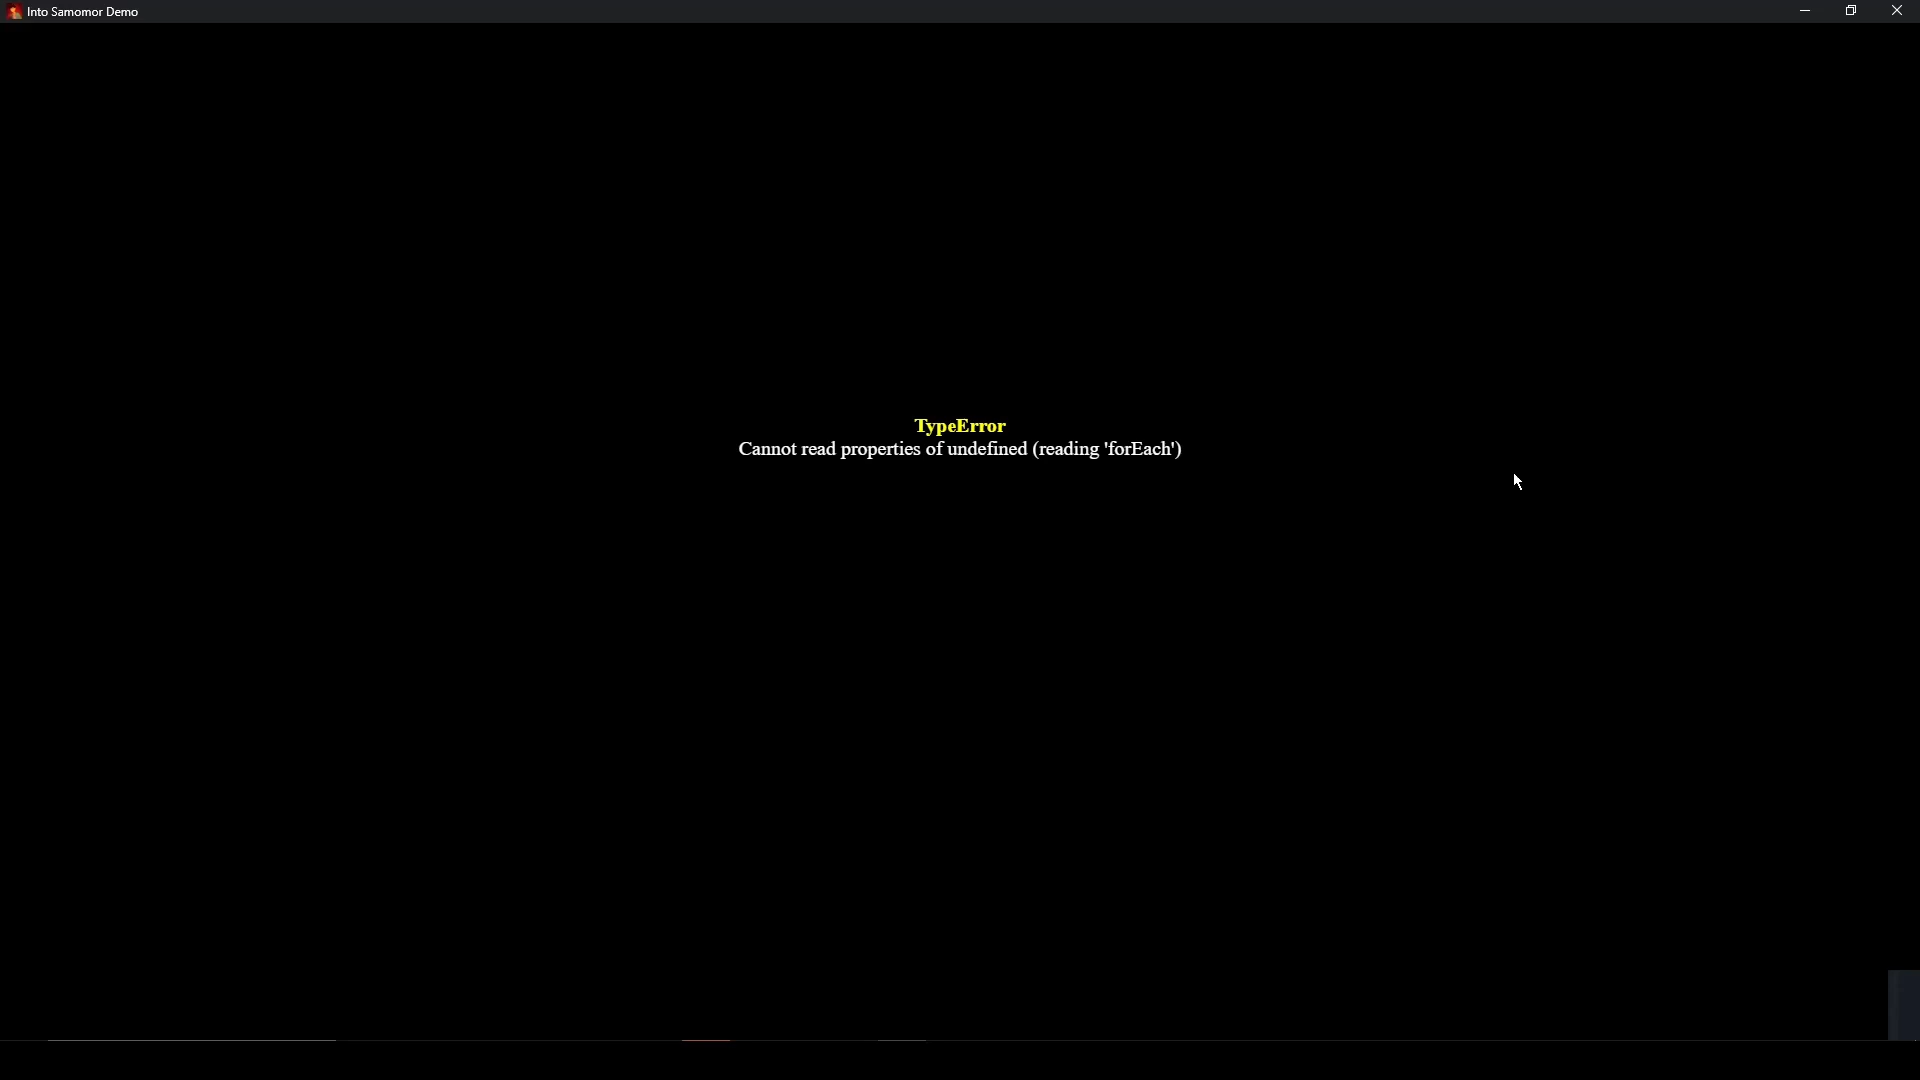 Into Samomor Demo
TypeError
Cannot read properties of undefined (reading 'forEach')